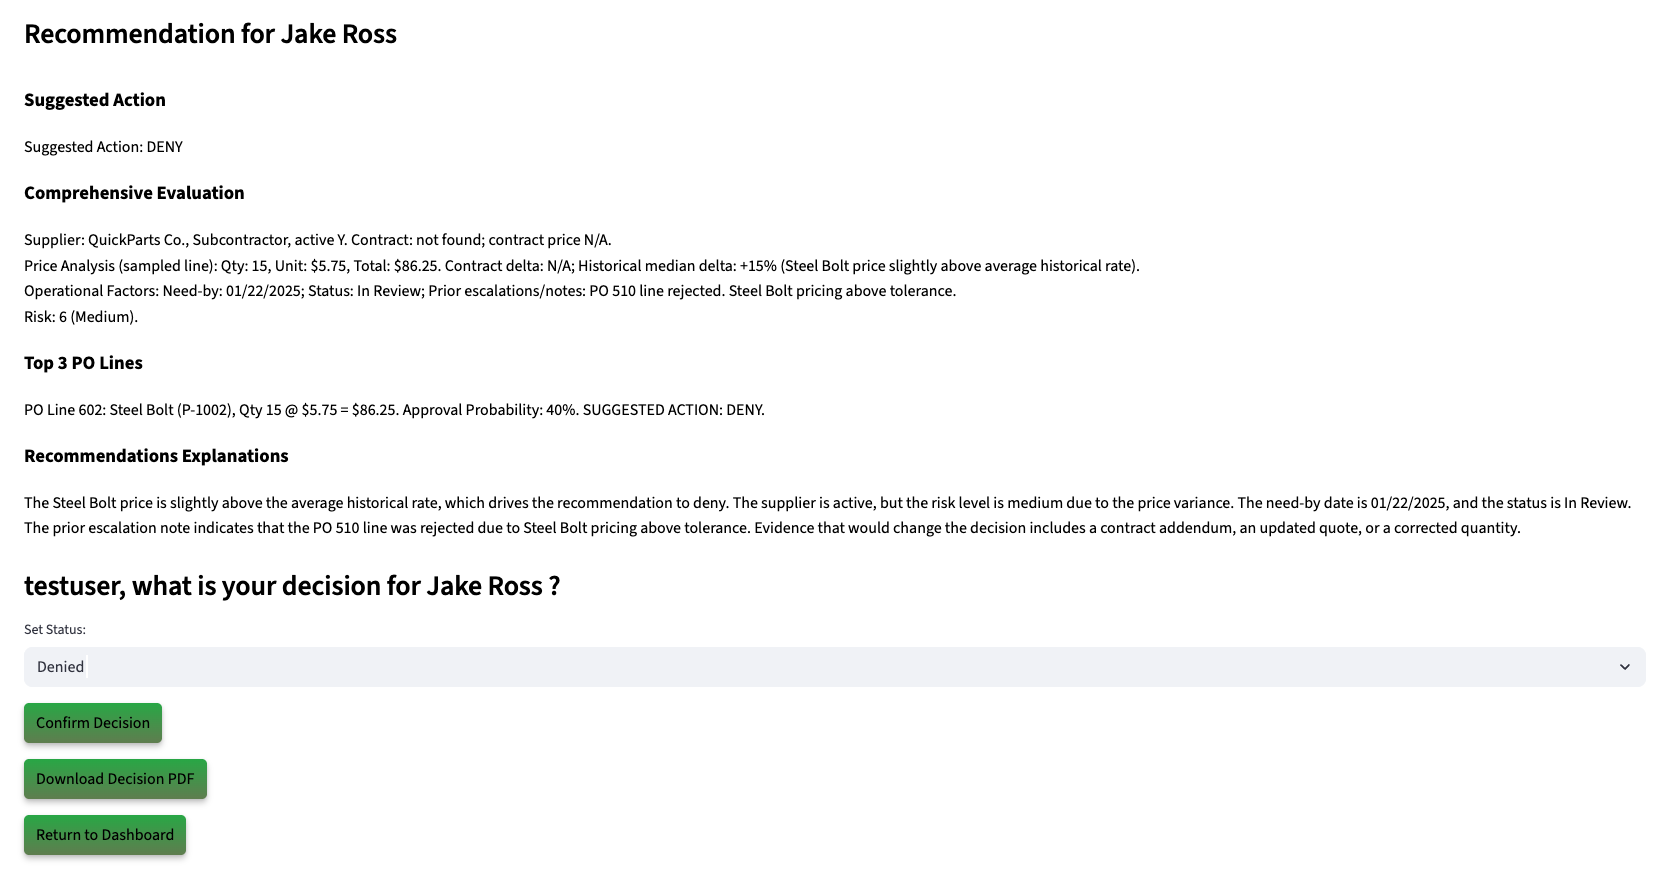 Recommendation for Jake Ross
Suggested Action
Suggested Action: DENY
Comprehensive Evaluation
Supplier: QuickParts Co., Subcontractor, active Y. Contract: not found; contract price N/A.
Price Analysis (sampled line): Qty: 15, Unit: $5.75, Total: $86.25. Contract delta: N/A; Historical median delta: +15% (Steel Bolt price slightly above average historical rate).
Operational Factors: Need-by: 01/22/2025; Status: In Review; Prior escalations/notes: PO 510 line rejected. Steel Bolt pricing above tolerance.
Risk: 6 (Medium).
Top 3 PO Lines
PO Line 602: Steel Bolt (P-1002), Qty 15 @ $5.75 = $86.25. Approval Probability: 40%. SUGGESTED ACTION: DENY.
Recommendations Explanations
The Steel Bolt price is slightly above the average historical rate, which drives the recommendation to deny. The supplier is active, but the risk level is medium due to the price variance. The need-by date is 01/22/2025, and the status is In Review.
The prior escalation note indicates that the PO 510 line was rejected due to Steel Bolt pricing above tolerance. Evidence that would change the decision includes a contract addendum, an updated quote, or a corrected quantity.
testuser, what is your decision for Jake Ross ?
Set Status:
Denied
Confirm Decision
Download Decision PDF
Return to Dashboard